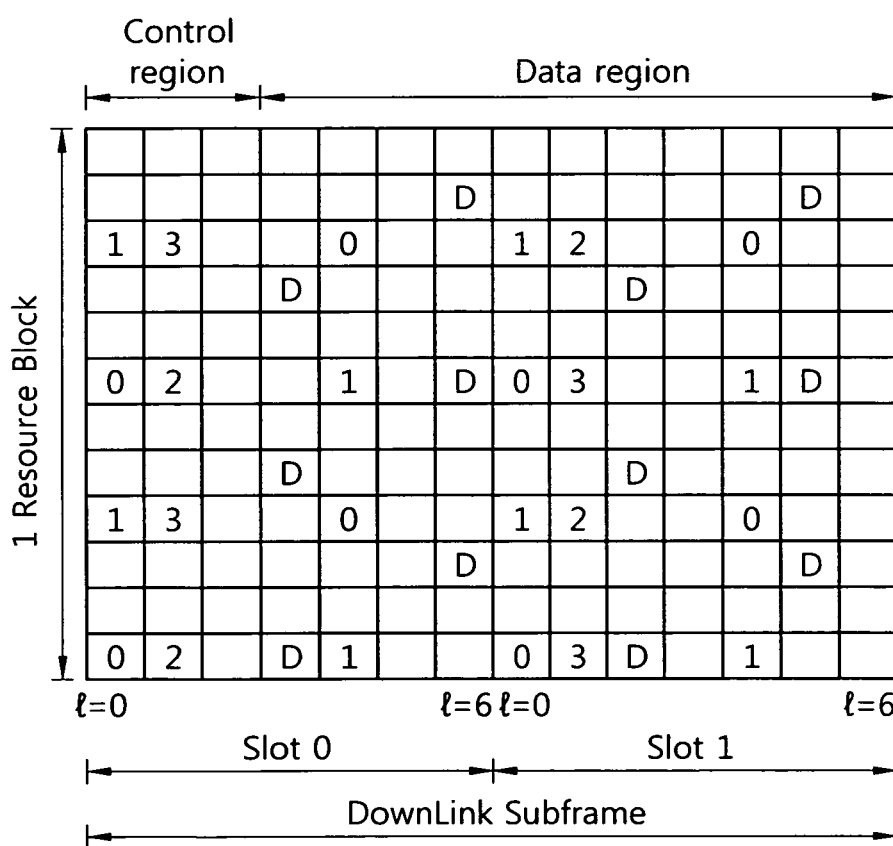 Control
region
Data region
1 Resource Block
D D
1 3 0 1 2 0
D D
0 2 1 D 0 3 1 D
D D
1 3 0 1 2 0
D D
0 2 D 1 0 3 D 1
ℓ=0 ℓ=6 ℓ=0 ℓ=6
Slot 0 Slot 1
DownLink Subframe